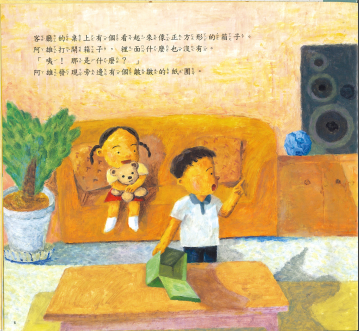 客廳的桌上有個看起來像正方形的箱子。
阿雄打開箱子，裡面什麼也沒有。
「咦！那是什麼？」
阿雄發現旁邊有個皺皺的紙團。